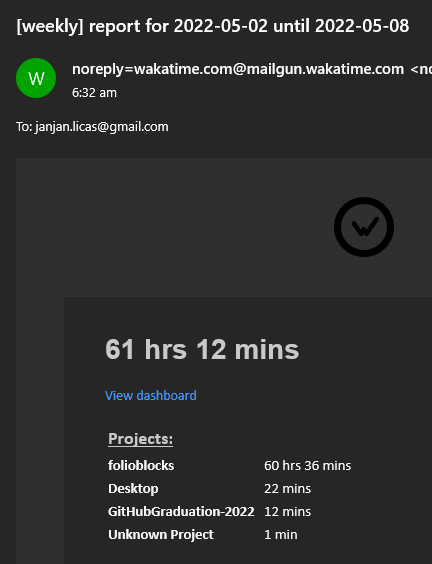 [weekly] report for 2022-05-02 until 2022-05-08
W
noreply=wakatime.com@mailgun.wakatime.com <no
6:32 am
To: janjan.licas@gmail.com
61 hrs 12 mins
View dashboard
Projects:
folioblocks 60 hrs 36 mins
Desktop 22 mins
GitHubGraduation-2022 12 mins
Unknown Project 1 min